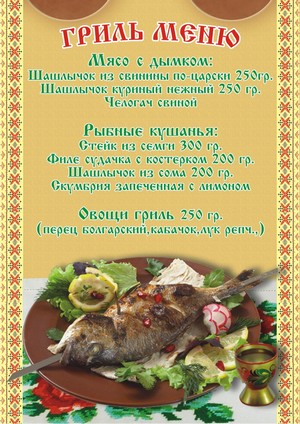 ГРИЛЬ МЕНЮ
Мясо с дымком:
Шашлычок из свинины по-царски 250гр.
Шашлычок куриный нежный 250 гр.
Челогач свиной
Рыбные кушанья:
Стейк из семги 300 гр.
Филе судачка с костерком 200 гр.
Шашлычок из сома 200 гр.
Скумбрия запеченная с лимоном
Овощи гриль 250 гр.
(перец болгарский,кабачок,лук репч.,)